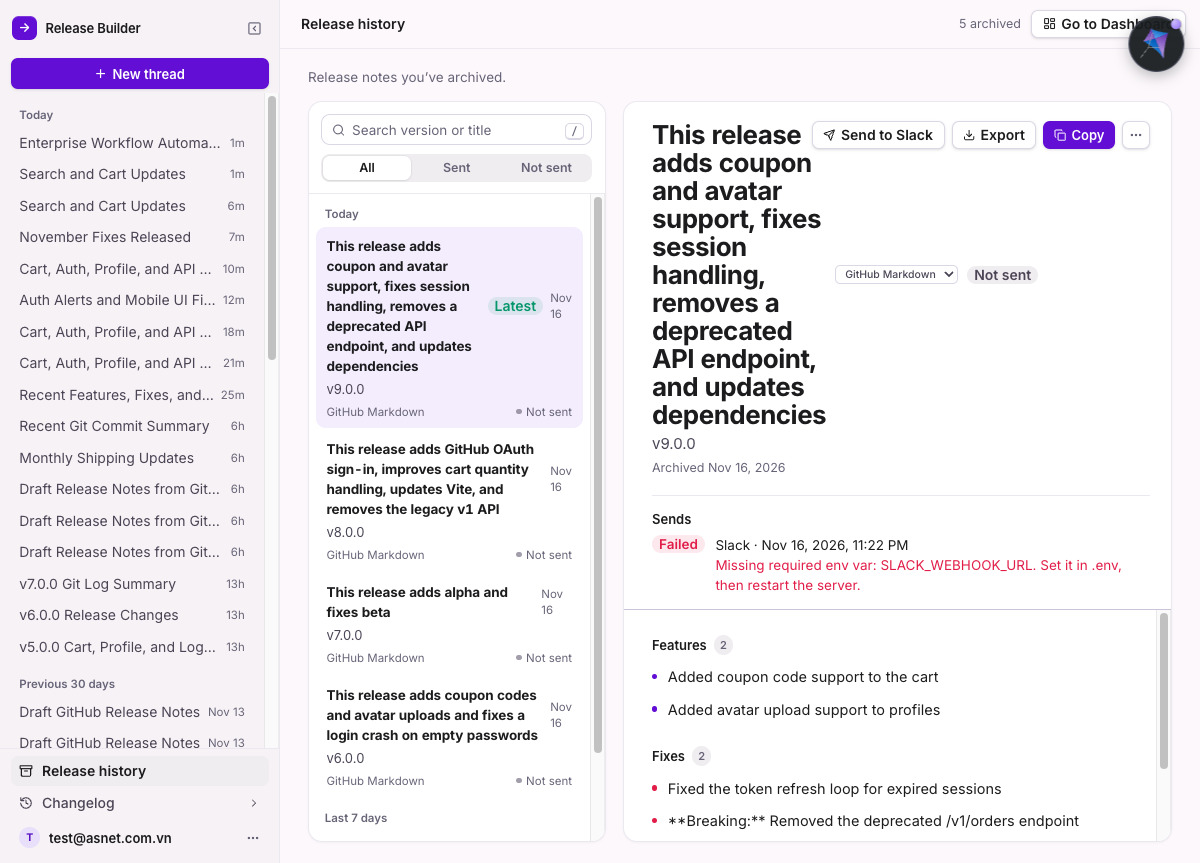 Release Builder
+ New thread
Today
Enterprise Workflow Automa... 1m
Search and Cart Updates 1m
Search and Cart Updates 6m
November Fixes Released 7m
Cart, Auth, Profile, and API ... 10m
Auth Alerts and Mobile UI Fi... 12m
Cart, Auth, Profile, and API ... 18m
Cart, Auth, Profile, and API ... 21m
Recent Features, Fixes, and... 25m
Recent Git Commit Summary 6h
Monthly Shipping Updates 6h
Draft Release Notes from Git... 6h
Draft Release Notes from Git... 6h
Draft Release Notes from Git... 6h
v7.0.0 Git Log Summary 13h
v6.0.0 Release Changes 13h
v5.0.0 Cart, Profile, and Log... 13h
Previous 30 days
Draft GitHub Release Notes Nov 13
Draft GitHub Release Notes Nov 13
Release history
Changelog
T test@asnet.com.vn
Release history
5 archived
Go to Dashboard
Release notes you've archived.
Search version or title /
All Sent Not sent
Today
This release adds
coupon and avatar
support, fixes session
handling, removes a
deprecated API
endpoint, and updates
dependencies
Latest
Nov
16
v9.0.0
GitHub Markdown Not sent
This release adds GitHub OAuth
sign-in, improves cart quantity
handling, updates Vite, and
removes the legacy v1 API
Nov
16
v8.0.0
GitHub Markdown Not sent
This release adds alpha and
fixes beta
Nov
16
v7.0.0
GitHub Markdown Not sent
This release adds coupon codes
and avatar uploads and fixes a
login crash on empty passwords
Nov
16
v6.0.0
GitHub Markdown Not sent
Last 7 days
This release
adds coupon
and avatar
support, fixes
session
handling,
removes a
deprecated
API endpoint,
and updates
dependencies
Send to Slack Export Copy ...
GitHub Markdown Not sent
v9.0.0
Archived Nov 16, 2026
Sends
Failed Slack · Nov 16, 2026, 11:22 PM
Missing required env var: SLACK_WEBHOOK_URL. Set it in .env,
then restart the server.
Features 2
Added coupon code support to the cart
Added avatar upload support to profiles
Fixes 2
Fixed the token refresh loop for expired sessions
**Breaking:** Removed the deprecated /v1/orders endpoint